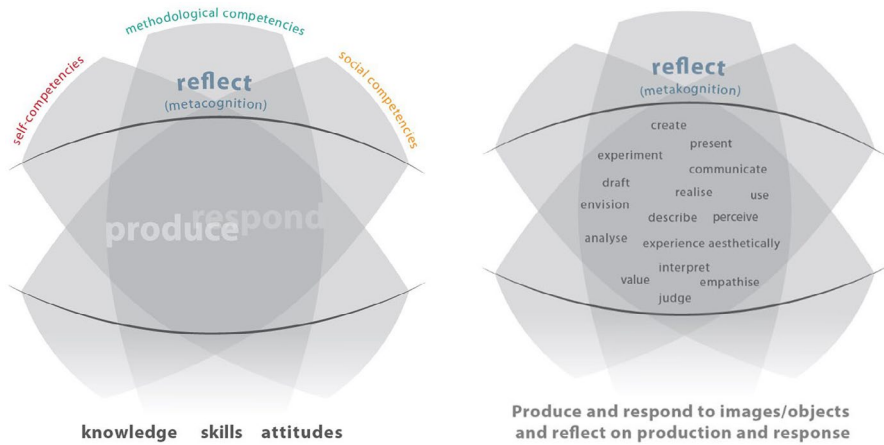 methodological competencies
self-competencies
social competencies
reflect
(metacognition)
produce respond
knowledge skills attitudes
reflect
(metakognition)
create
present
experiment
communicate
draft
realise
use
envision
describe
perceive
analyse
experience aesthetically
interpret
value
empathise
judge
Produce and respond to images/objects
and reflect on production and response